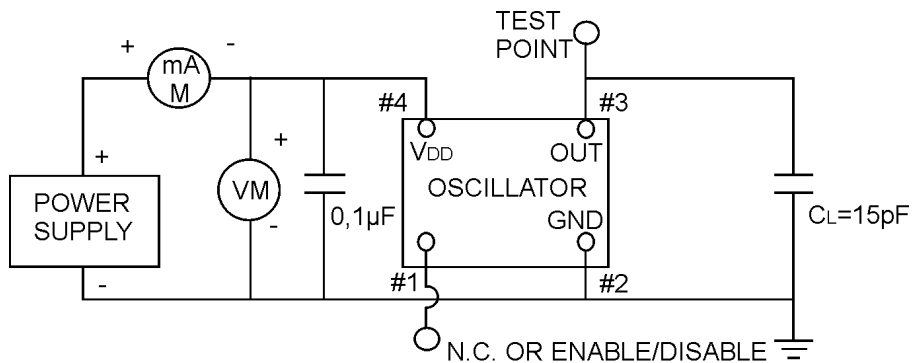 TEST
POINT
+ -
mA
M
#4
#3
+
+
VDD
OUT
POWER
SUPPLY
VM
0,1µF
OSCILLATOR
CL=15pF
GND
-
-
#1
#2
N.C. OR ENABLE/DISABLE